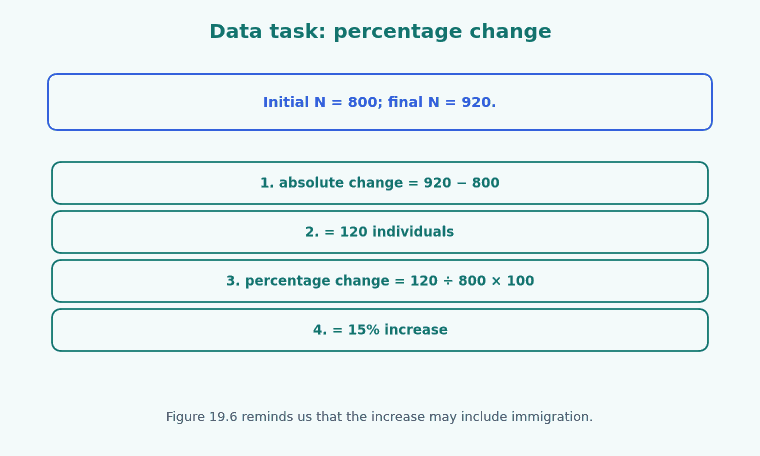 Data task: percentage change
Initial N = 800; final N = 920.
1. absolute change = 920 − 800
2. = 120 individuals
3. percentage change = 120 ÷ 800 × 100
4. = 15% increase
Figure 19.6 reminds us that the increase may include immigration.